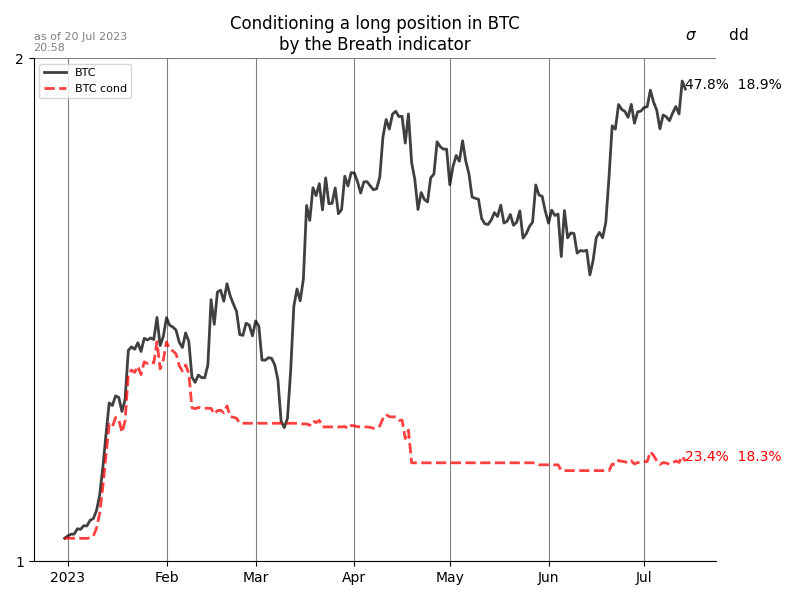 Conditioning a long position in BTC
by the Breath indicator
as of 20 Jul 2023
20:58
σ dd
2
BTC
BTC cond
47.8% 18.9%
23.4% 18.3%
1
2023 Feb Mar Apr May Jun Jul